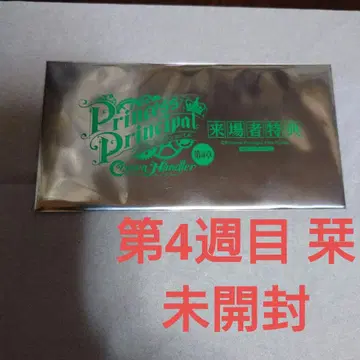 Princess
Principal
Crown Handler
来場者特典
第4週目 栞
未開封